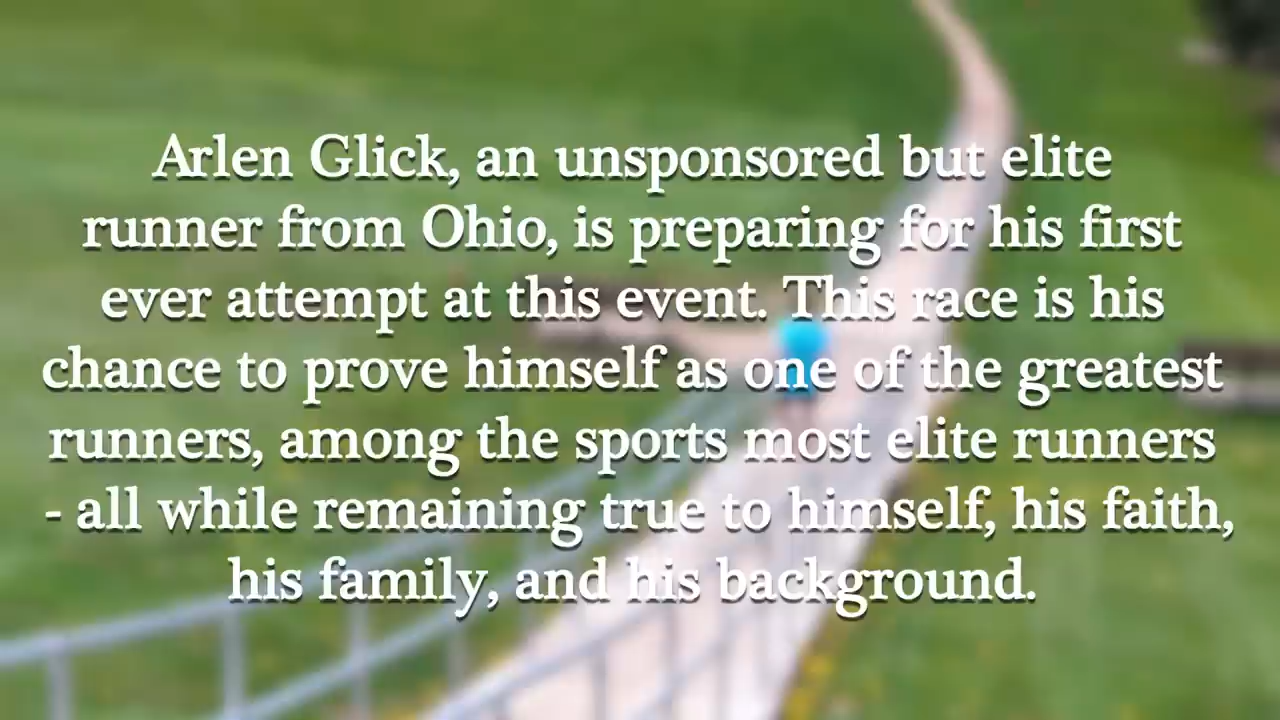 Arlen Glick, an unsponsored but elite
runner from Ohio, is preparing for his first
ever attempt at this event. This race is his
chance to prove himself as one of the greatest
runners, among the sports most elite runners
- all while remaining true to himself, his faith,
his family, and his background.